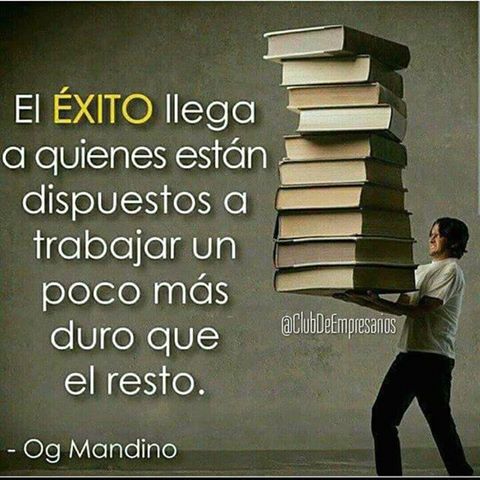 El ÉXITO llega
a quienes están
dispuestos a
trabajar un
poco más
duro que
el resto.
@ClubDeEmpresarios
- Og Mandino